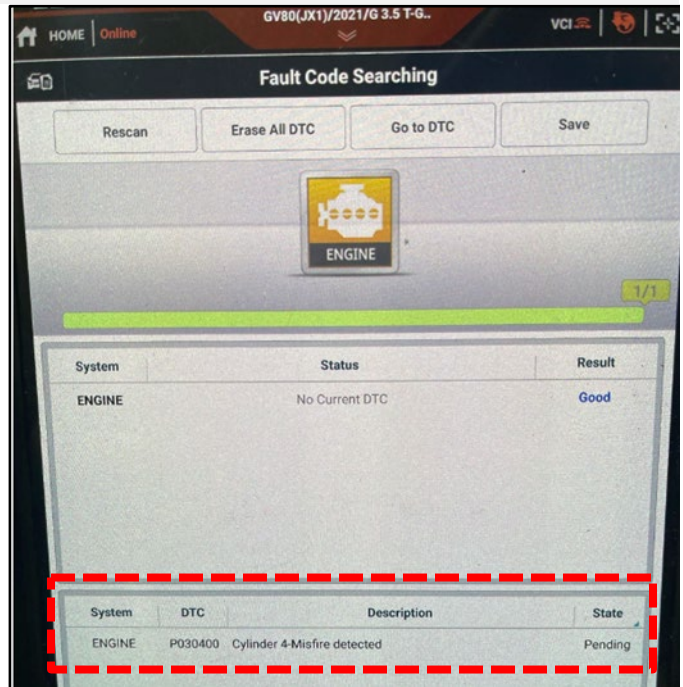 GV80(JX1)/2021/G 3.5 T-G..
HOME Online VCI
Fault Code Searching
Rescan Erase All DTC Go to DTC Save
ENGINE
1/1
System Status Result
ENGINE No Current DTC Good
System DTC Description State
ENGINE P030400 Cylinder 4-Misfire detected Pending